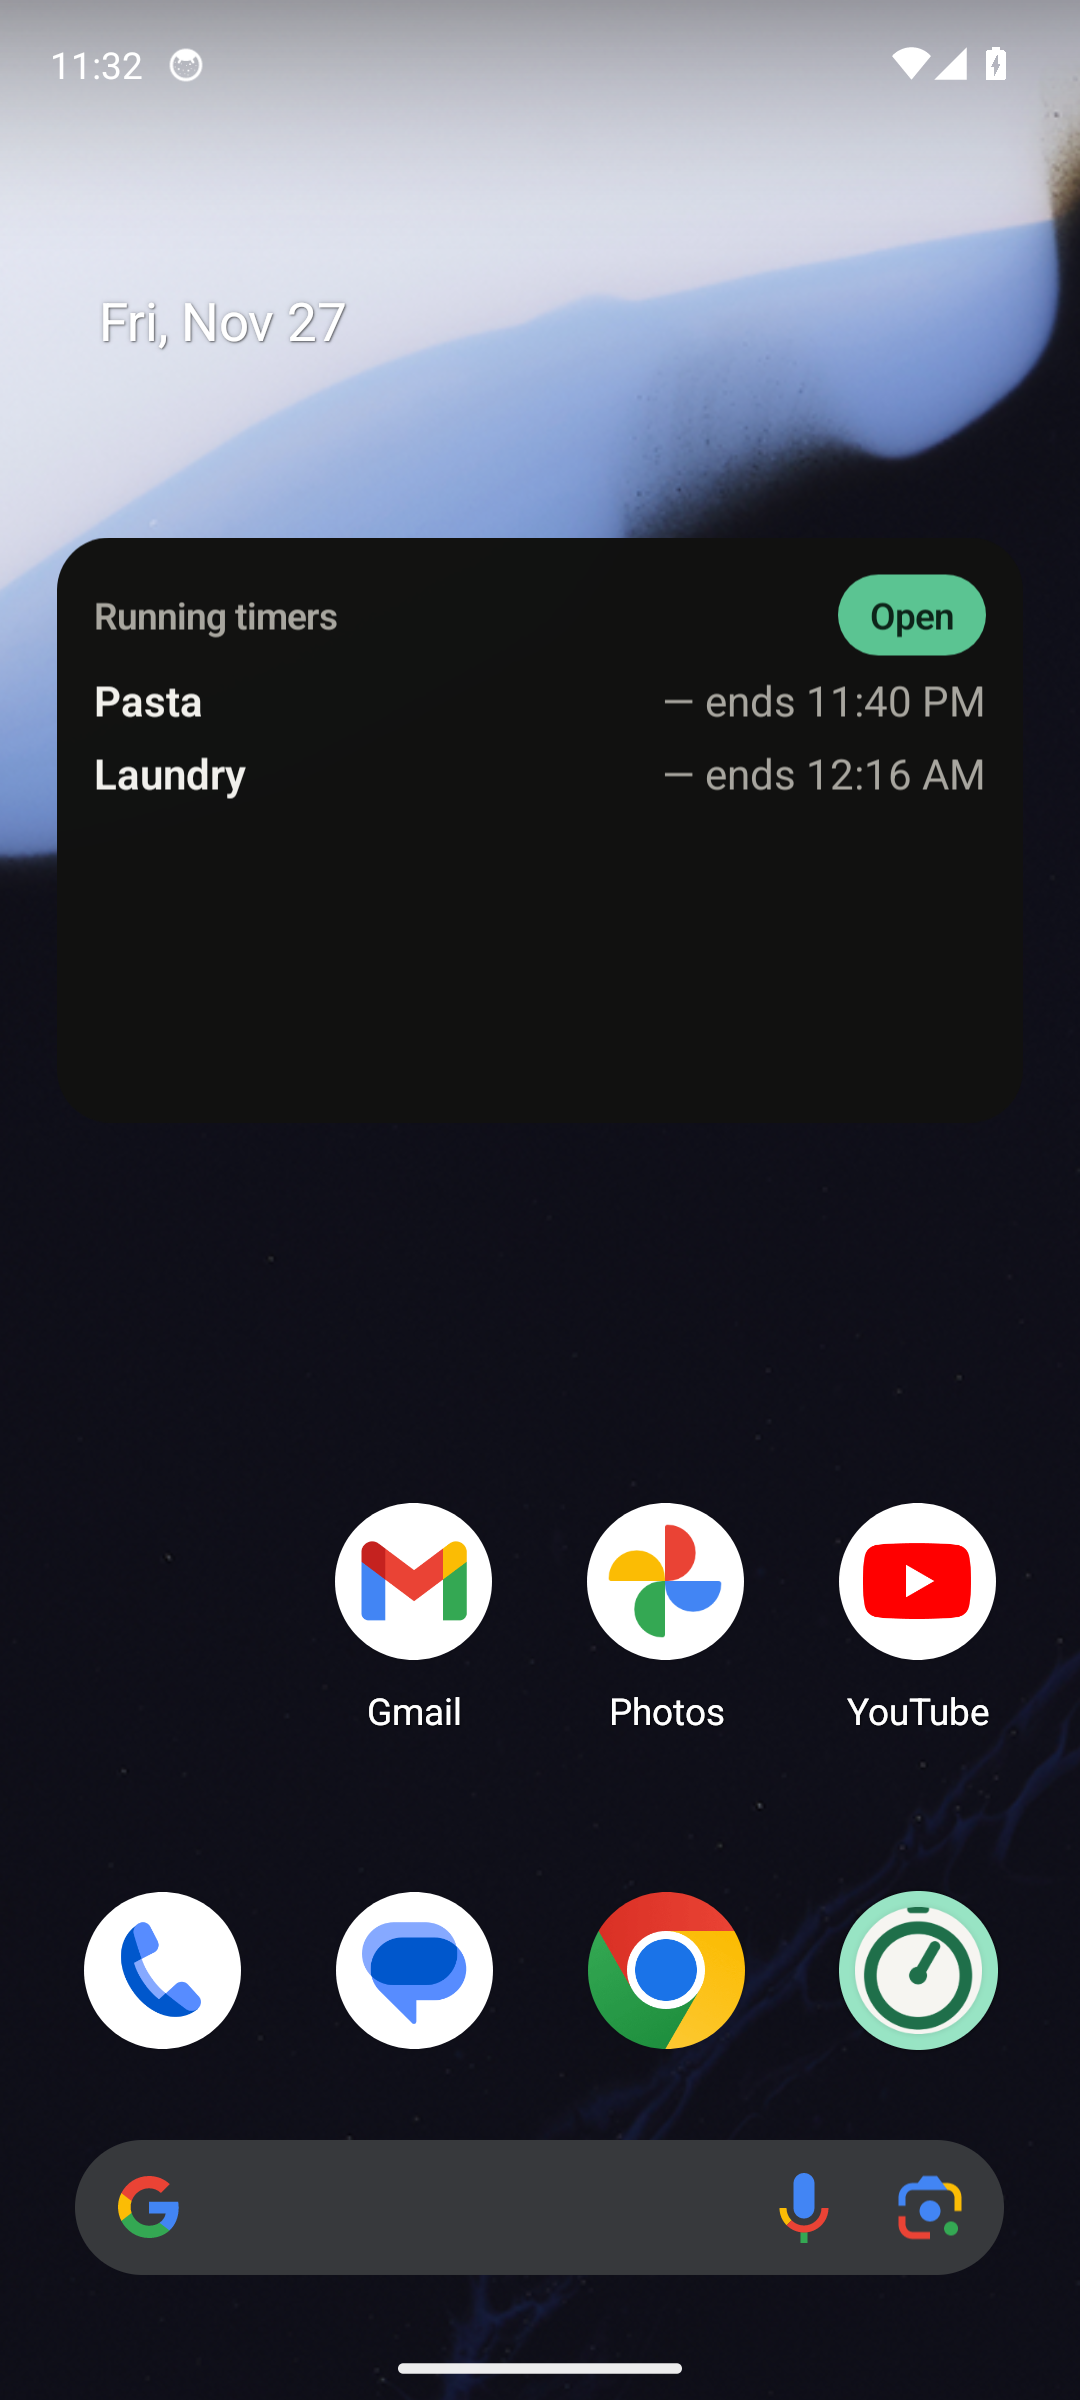 11:32
Fri, Nov 27
Running timers
Open
Pasta — ends 11:40 PM
Laundry — ends 12:16 AM
Gmail Photos YouTube